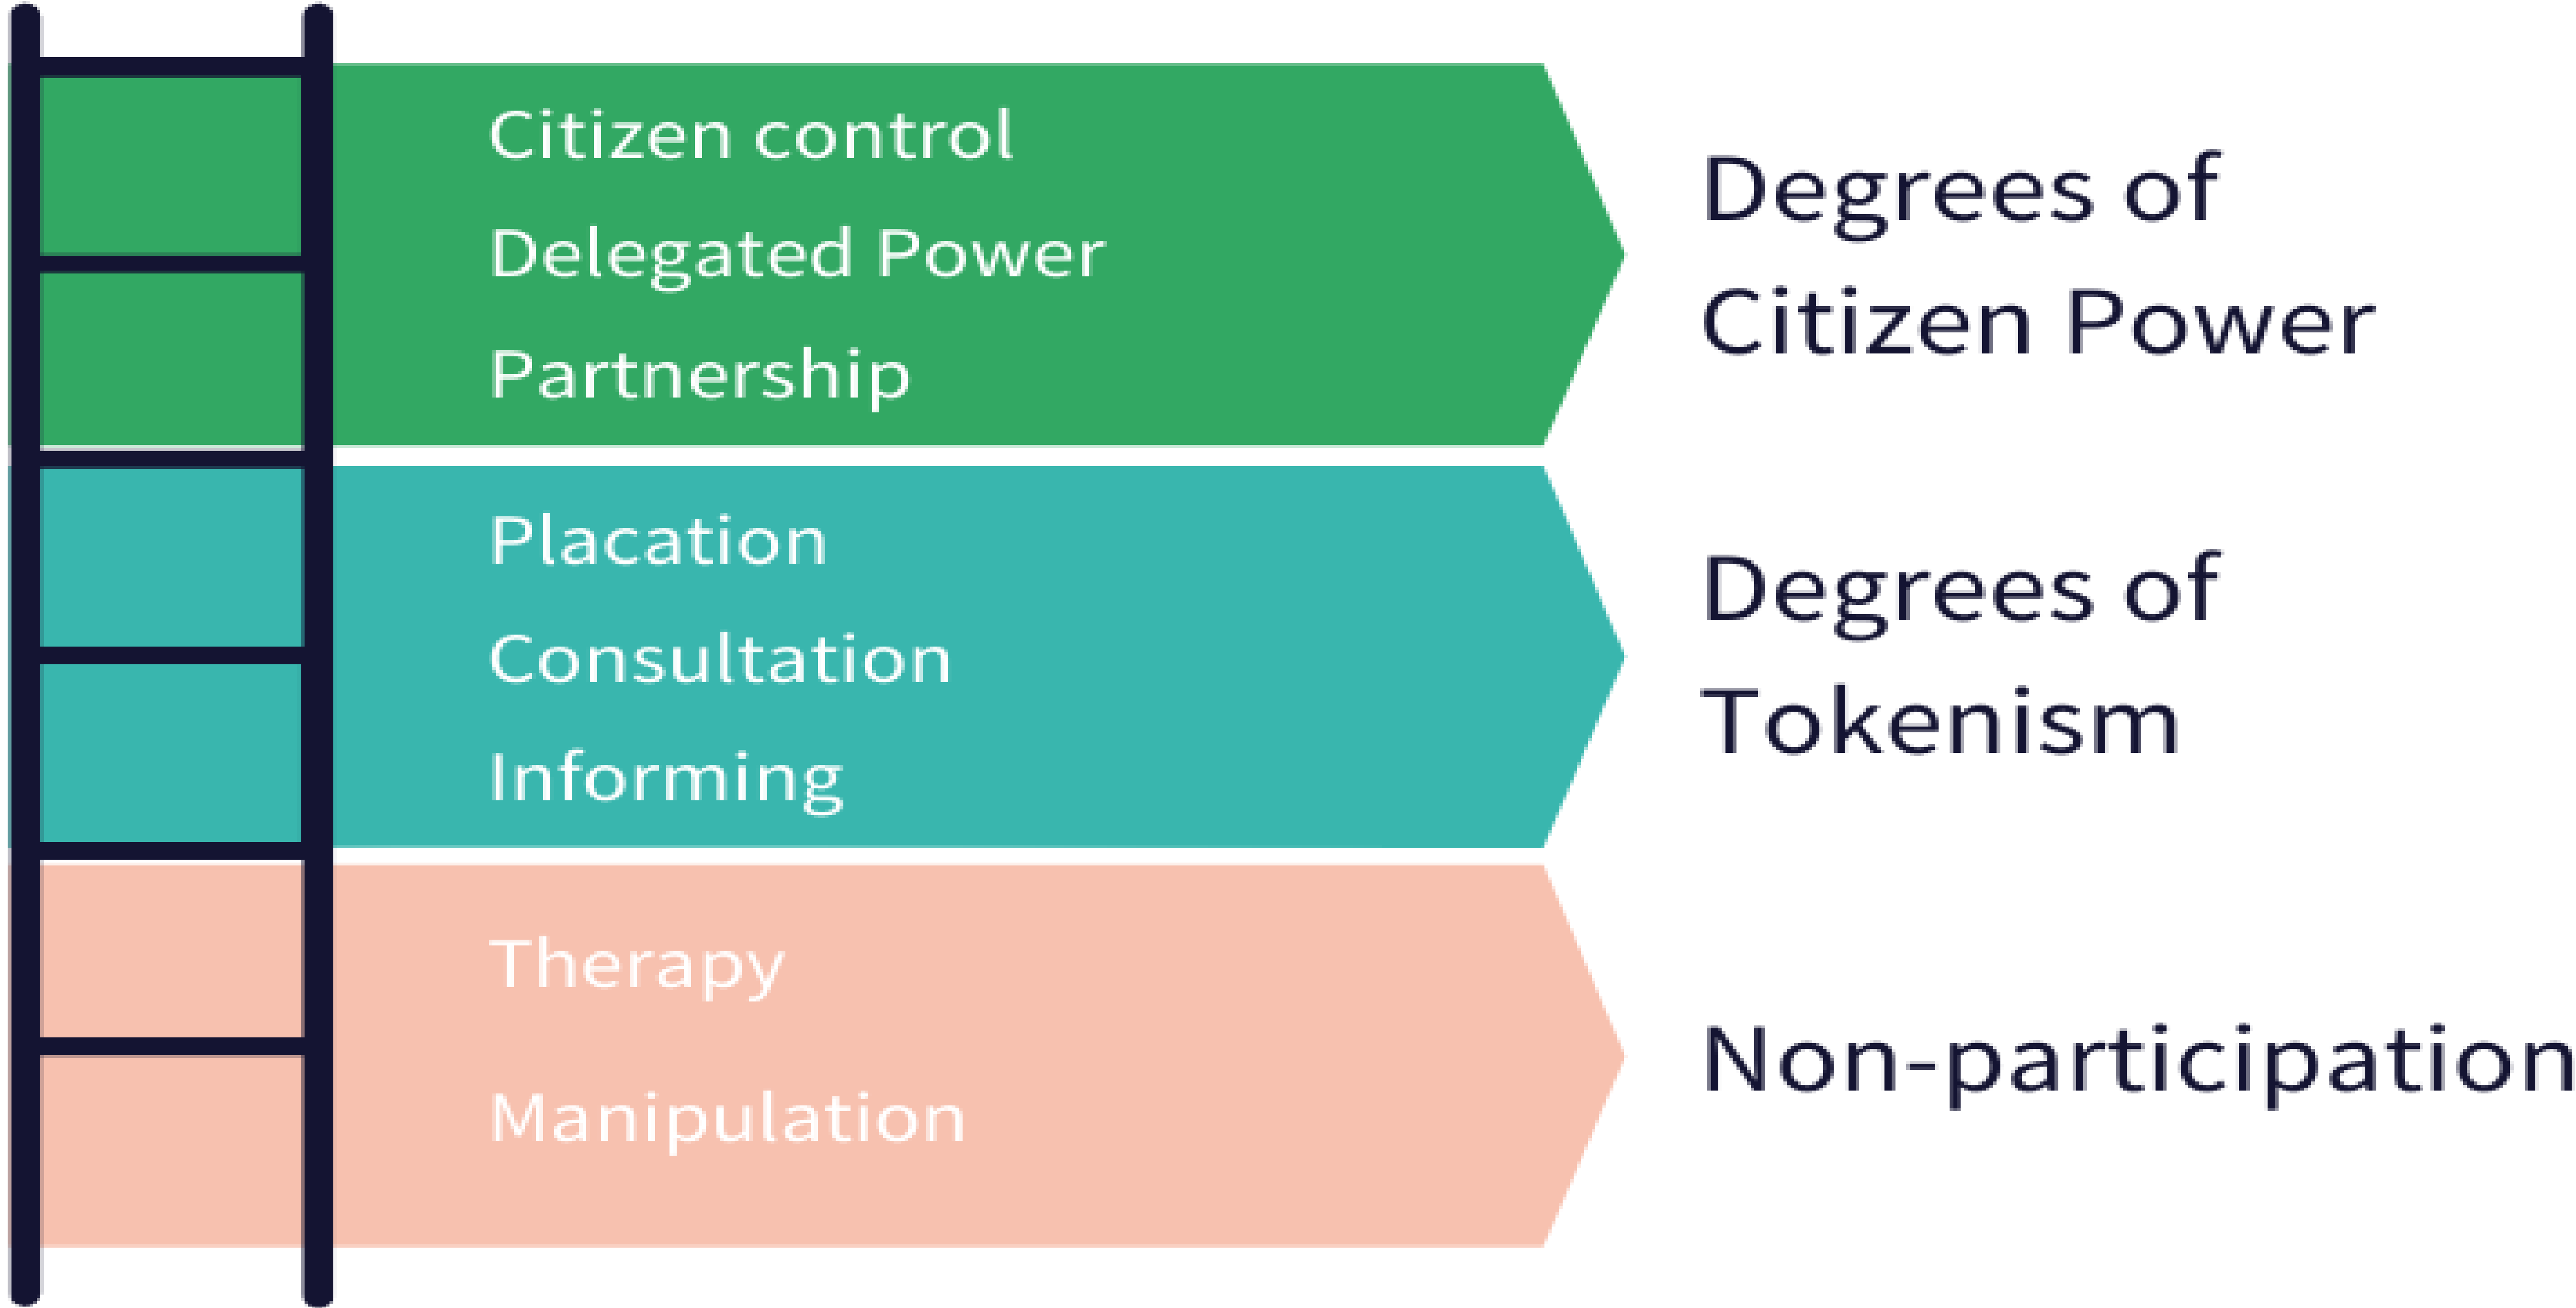 Citizen control
Delegated Power
Partnership
Degrees of
Citizen Power
Placation
Consultation
Informing
Degrees of
Tokenism
Therapy
Manipulation
Non-participation